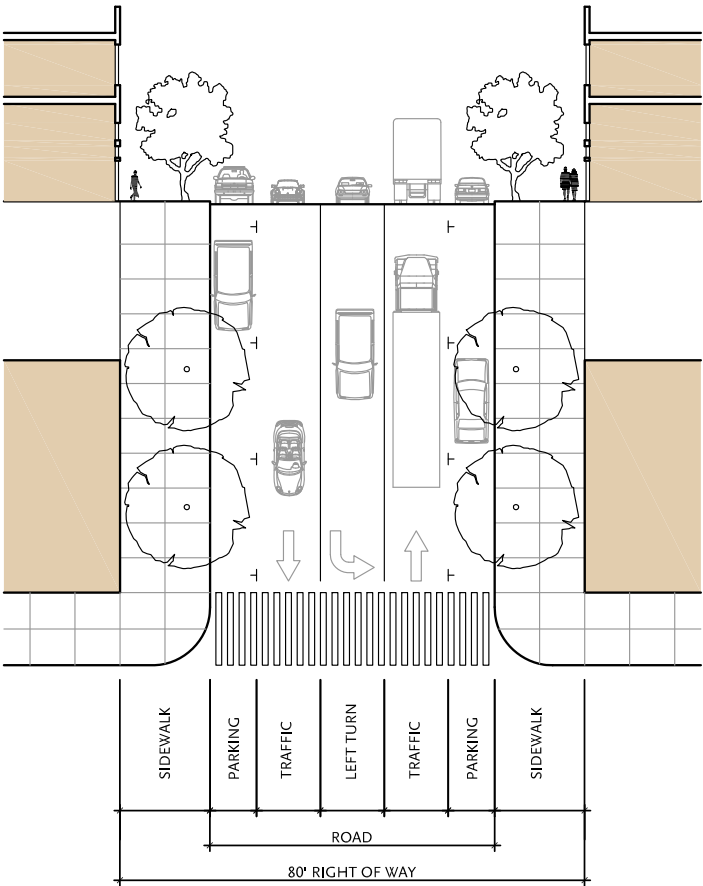 SIDEWALK
PARKING
TRAFFIC
LEFT TURN
TRAFFIC
PARKING
SIDEWALK
ROAD
80' RIGHT OF WAY